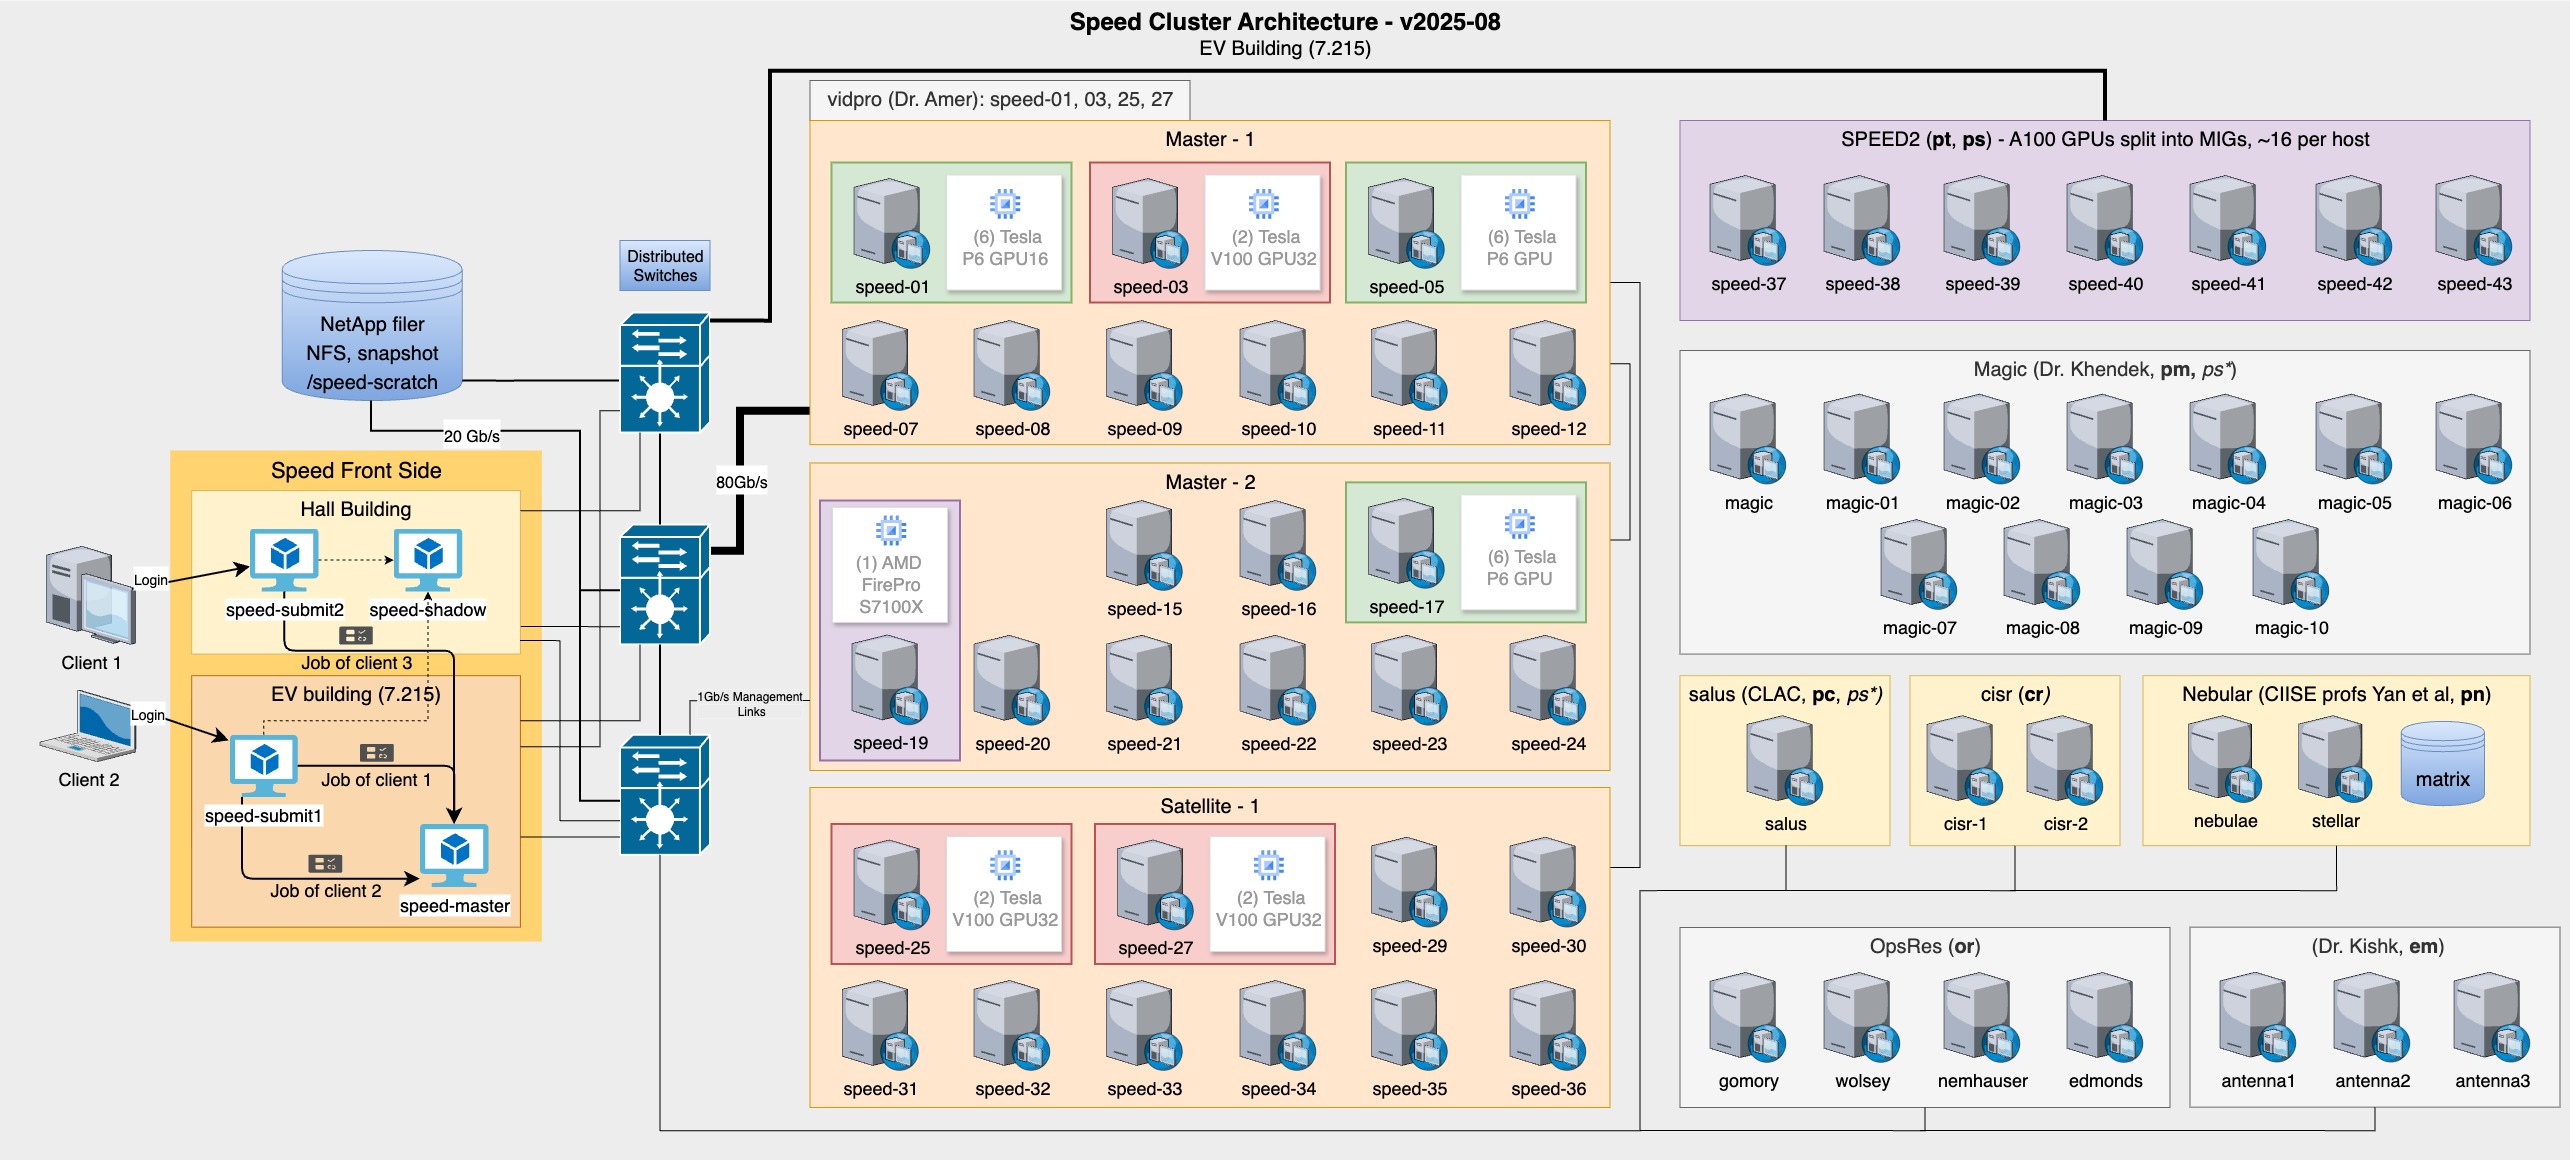 Speed Cluster Architecture - v2025-08
EV Building (7.215)
vidpro (Dr. Amer): speed-01, 03, 25, 27
Master - 1
(6) Tesla
P6 GPU16
speed-01
(2) Tesla
V100 GPU32
speed-03
(6) Tesla
P6 GPU
speed-05
speed-07
speed-08
speed-09
speed-10
speed-11
speed-12
SPEED2 (pt, ps) - A100 GPUs split into MIGs, ~16 per host
speed-37
speed-38
speed-39
speed-40
speed-41
speed-42
speed-43
Distributed
Switches
NetApp filer
NFS, snapshot
/speed-scratch
20 Gb/s
80Gb/s
1Gb/s Management
Links
Speed Front Side
Hall Building
speed-submit2
speed-shadow
Job of client 3
EV building (7.215)
Job of client 1
speed-submit1
Job of client 2
speed-master
Login
Client 1
Login
Client 2
Master - 2
(1) AMD
FirePro
S7100X
speed-15
speed-16
speed-17
(6) Tesla
P6 GPU
speed-19
speed-20
speed-21
speed-22
speed-23
speed-24
Satellite - 1
speed-25
(2) Tesla
V100 GPU32
speed-27
(2) Tesla
V100 GPU32
speed-29
speed-30
speed-31
speed-32
speed-33
speed-34
speed-35
speed-36
Magic (Dr. Khendek, pm, ps*)
magic
magic-01
magic-02
magic-03
magic-04
magic-05
magic-06
magic-07
magic-08
magic-09
magic-10
salus (CLAC, pc, ps*)
salus
cisr (cr)
cisr-1
cisr-2
Nebular (CIISE profs Yan et al, pn)
nebulae
stellar
matrix
OpsRes (or)
gomory
wolsey
nemhauser
edmonds
(Dr. Kishk, em)
antenna1
antenna2
antenna3